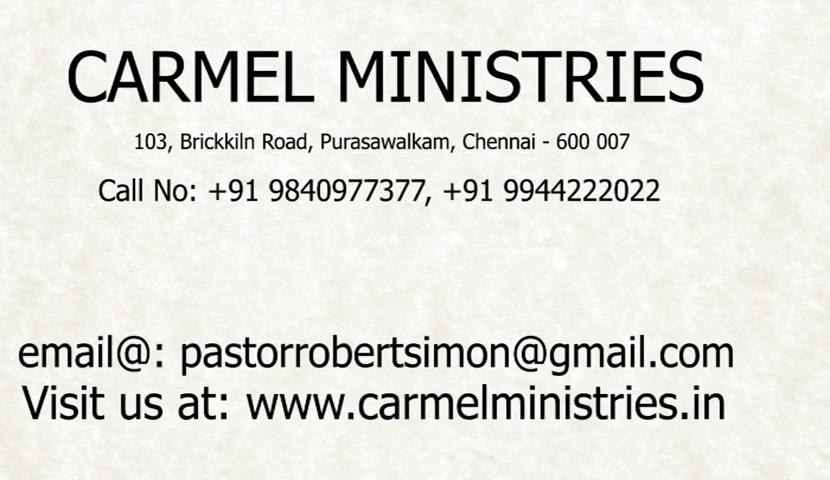 CARMEL MINISTRIES
103, Brickkiln Road, Purasawalkam, Chennai - 600 007
Call No: +91 9840977377, +91 9944222022
email@: pastorrobertsimon@gmail.com
Visit us at: www.carmelministries.in